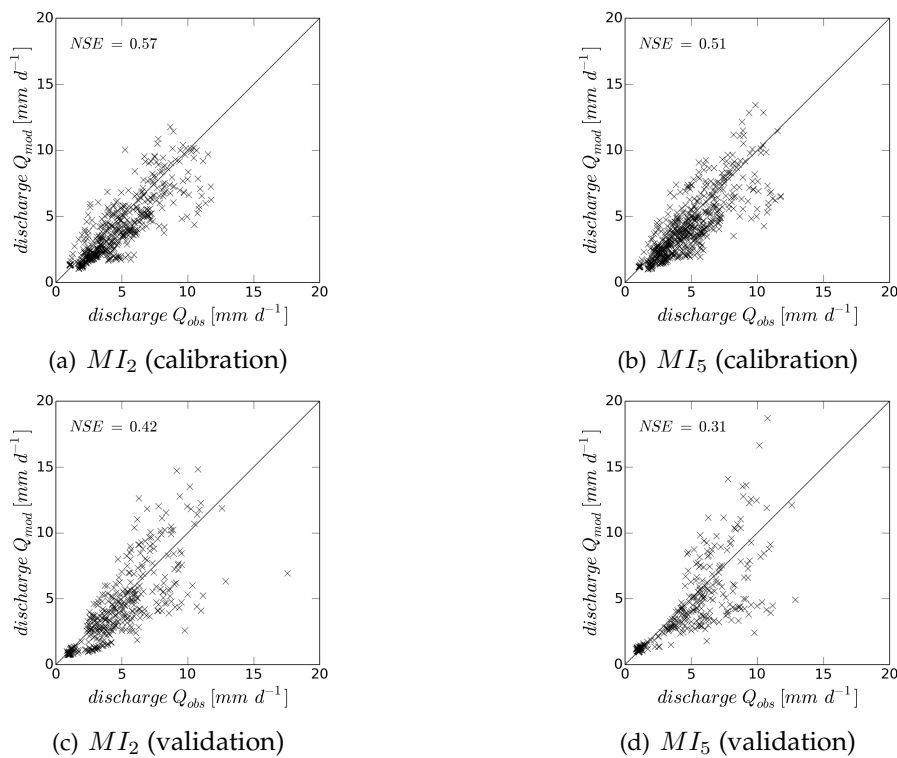 20
15
10
5
0
NSE = 0.57
discharge Q_mod [mm d^-1]
0 5 10 15 20
discharge Q_obs [mm d^-1]
(a) MI_2 (calibration)
20
15
10
5
0
NSE = 0.51
discharge Q_mod [mm d^-1]
0 5 10 15 20
discharge Q_obs [mm d^-1]
(b) MI_5 (calibration)
20
15
10
5
0
NSE = 0.42
discharge Q_mod [mm d^-1]
0 5 10 15 20
discharge Q_obs [mm d^-1]
(c) MI_2 (validation)
20
15
10
5
0
NSE = 0.31
discharge Q_mod [mm d^-1]
0 5 10 15 20
discharge Q_obs [mm d^-1]
(d) MI_5 (validation)